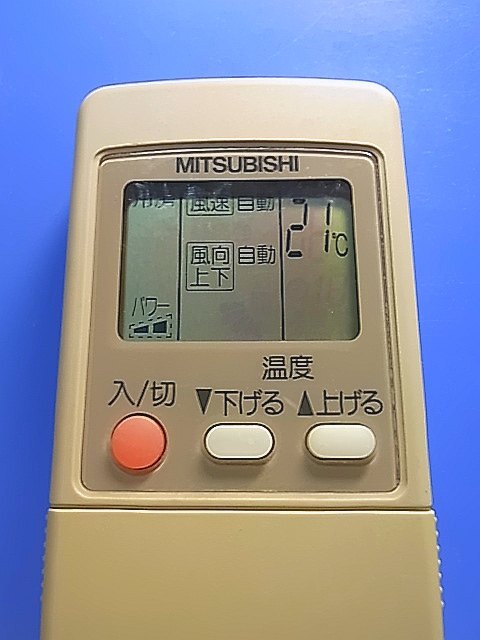 MITSUBISHI
風速 自動
21℃
風向 自動
上下
パワー
温度
入/切 ▼下げる ▲上げる